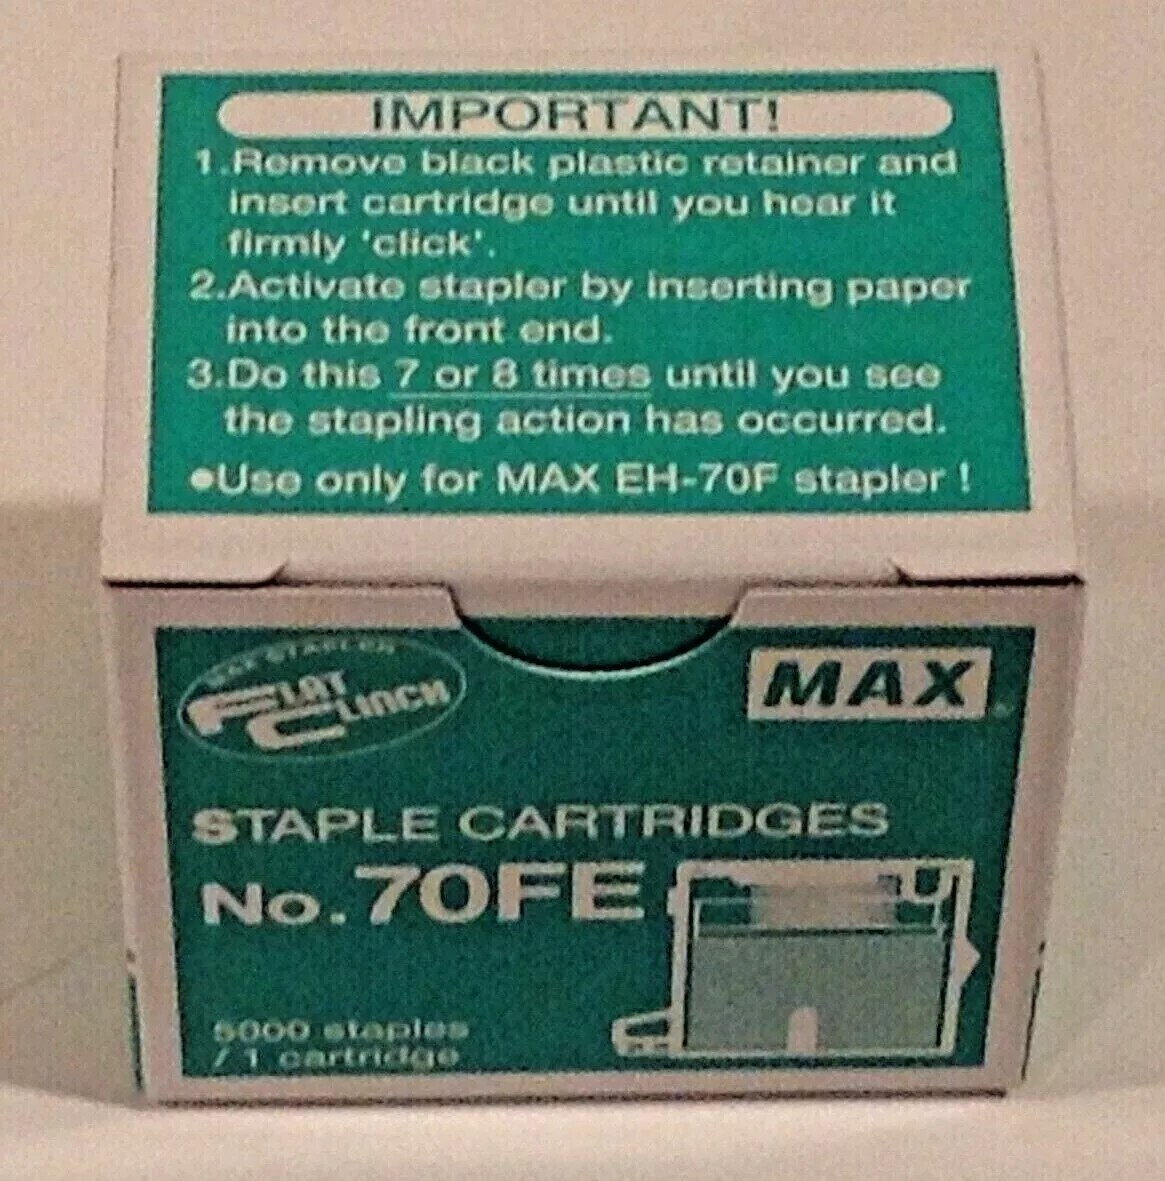 IMPORTANT!
1.Remove black plastic retainer and
insert cartridge until you hear it
firmly 'click'.
2.Activate stapler by inserting paper
into the front end.
3.Do this 7 or 8 times until you see
the stapling action has occurred.
●Use only for MAX EH-70F stapler !
MAX STAPLER
FLAT
CLINCH
MAX
STAPLE CARTRIDGES
No.70FE
5000 staples
/ 1 cartridge